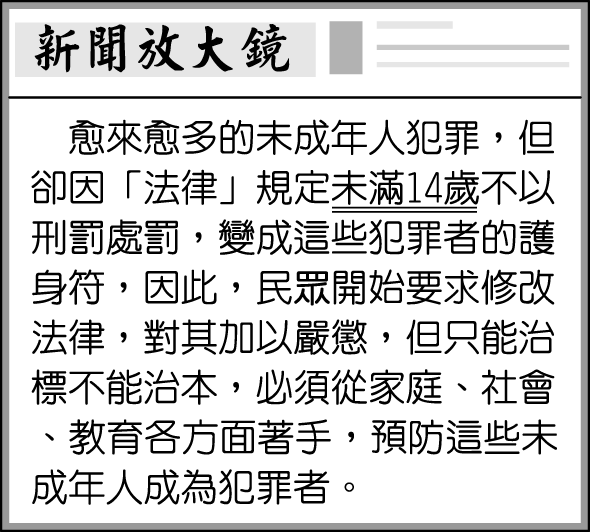 新聞放大鏡
愈來愈多的未成年人犯罪，但
卻因「法律」規定未滿14歲不以
刑罰處罰，變成這些犯罪者的護
身符，因此，民眾開始要求修改
法律，對其加以嚴懲，但只能治
標不能治本，必須從家庭、社會
、教育各方面著手，預防這些未
成年人成為犯罪者。